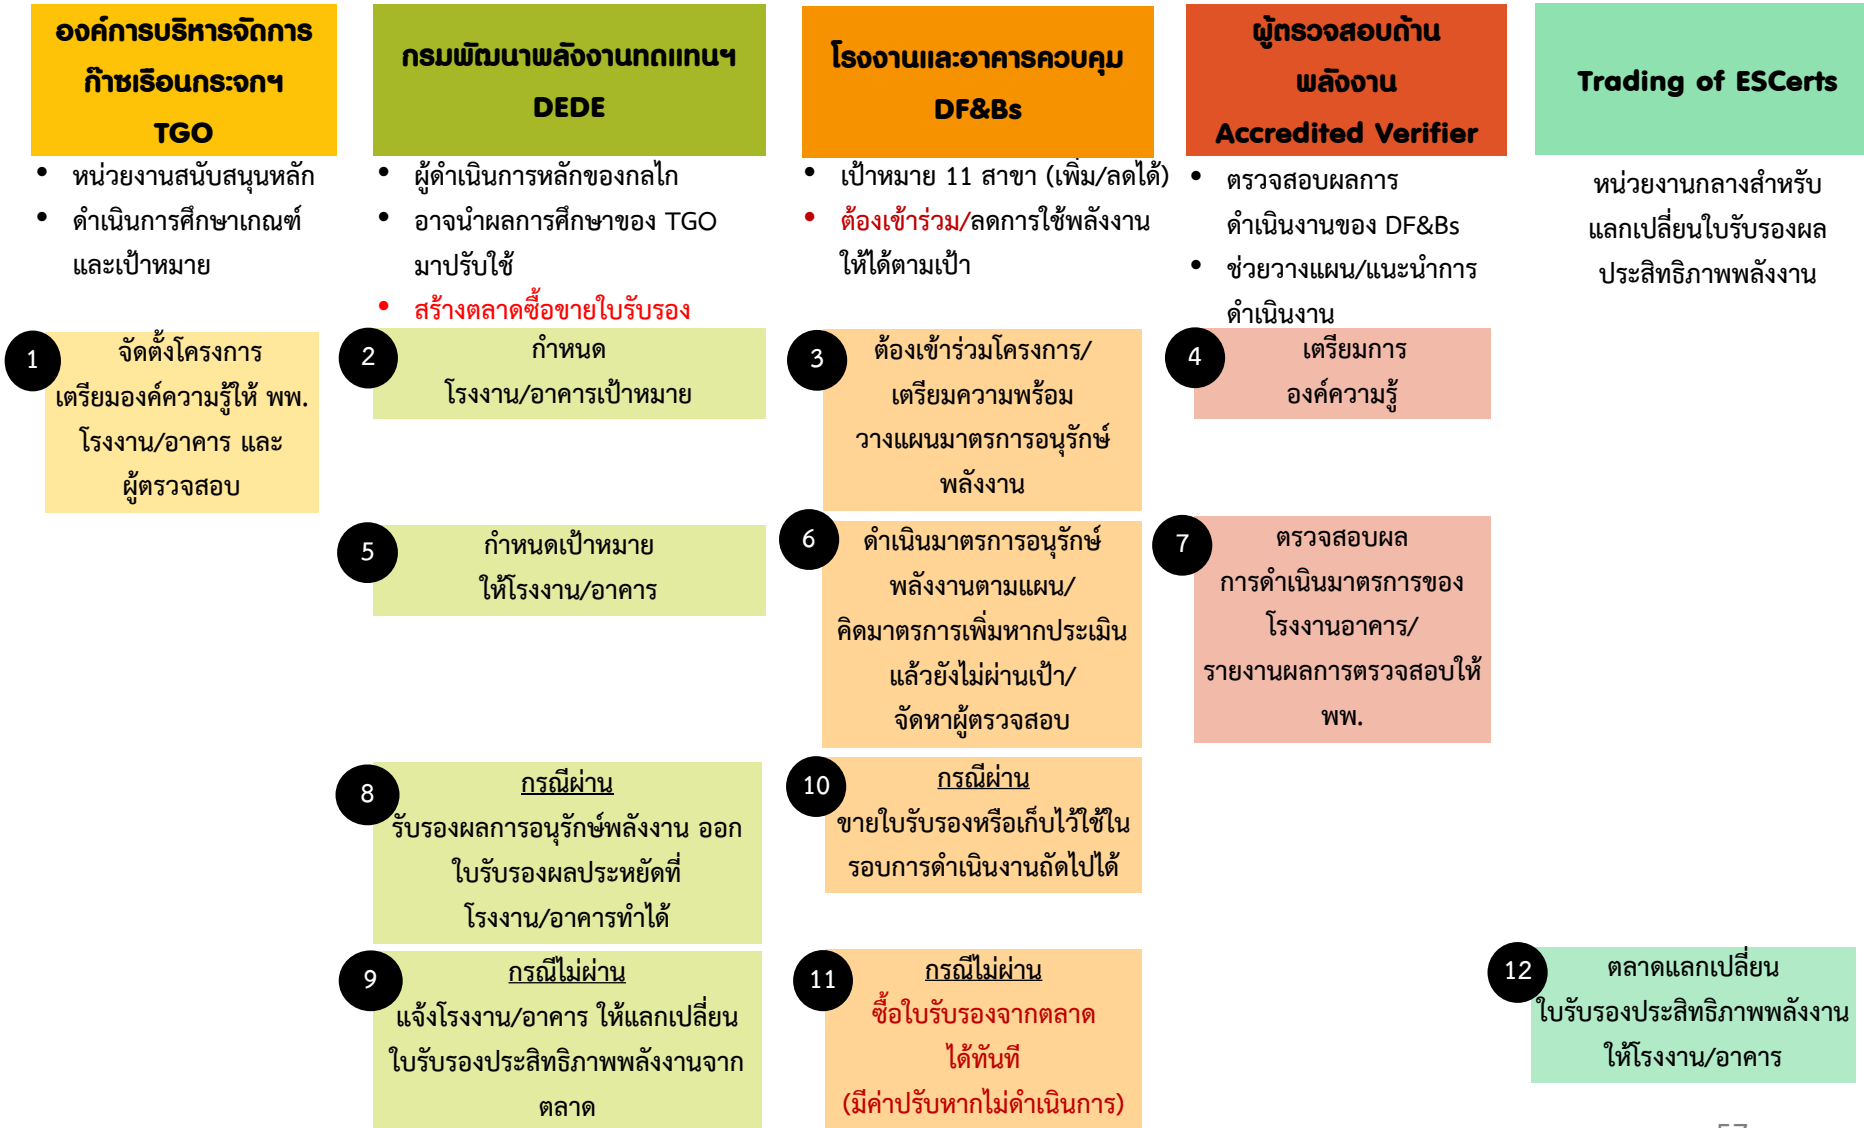 องค์การบริหารจัดการ
ก๊าซเรือนกระจกฯ
TGO
กรมพัฒนาพลังงานทดแทนฯ
DEDE
โรงงานและอาคารควบคุม
DF&Bs
ผู้ตรวจสอบด้าน
พลังงาน
Accredited Verifier
Trading of ESCerts
• หน่วยงานสนับสนุนหลัก
• ดำเนินการศึกษาเกณฑ์
และเป้าหมาย
• ผู้ดำเนินการหลักของกลไก
• อาจนำผลการศึกษาของ TGO
มาปรับใช้
• สร้างตลาดซื้อขายใบรับรอง
• เป้าหมาย 11 สาขา (เพิ่ม/ลดได้)
• ต้องเข้าร่วม/ลดการใช้พลังงาน
ให้ได้ตามเป้า
• ตรวจสอบผลการ
ดำเนินงานของ DF&Bs
• ช่วยวางแผน/แนะนำการ
ดำเนินงาน
หน่วยงานกลางสำหรับ
แลกเปลี่ยนใบรับรองผล
ประสิทธิภาพพลังงาน
1
จัดตั้งโครงการ
เตรียมองค์ความรู้ให้ พพ.
โรงงาน/อาคาร และ
ผู้ตรวจสอบ
2
กำหนด
โรงงาน/อาคารเป้าหมาย
3
ต้องเข้าร่วมโครงการ/
เตรียมความพร้อม
วางแผนมาตรการอนุรักษ์
พลังงาน
4
เตรียมการ
องค์ความรู้
5
กำหนดเป้าหมาย
ให้โรงงาน/อาคาร
6
ดำเนินมาตรการอนุรักษ์
พลังงานตามแผน/
คิดมาตรการเพิ่มหากประเมิน
แล้วยังไม่ผ่านเป้า/
จัดหาผู้ตรวจสอบ
7
ตรวจสอบผล
การดำเนินมาตรการของ
โรงงานอาคาร/
รายงานผลการตรวจสอบให้
พพ.
8
กรณีผ่าน
รับรองผลการอนุรักษ์พลังงาน ออก
ใบรับรองผลประหยัดที่
โรงงาน/อาคารทำได้
10
กรณีผ่าน
ขายใบรับรองหรือเก็บไว้ใช้ใน
รอบการดำเนินงานถัดไปได้
9
กรณีไม่ผ่าน
แจ้งโรงงาน/อาคาร ให้แลกเปลี่ยน
ใบรับรองประสิทธิภาพพลังงานจาก
ตลาด
11
กรณีไม่ผ่าน
ซื้อใบรับรองจากตลาด
ได้ทันที
(มีค่าปรับหากไม่ดำเนินการ)
12
ตลาดแลกเปลี่ยน
ใบรับรองประสิทธิภาพพลังงาน
ให้โรงงาน/อาคาร